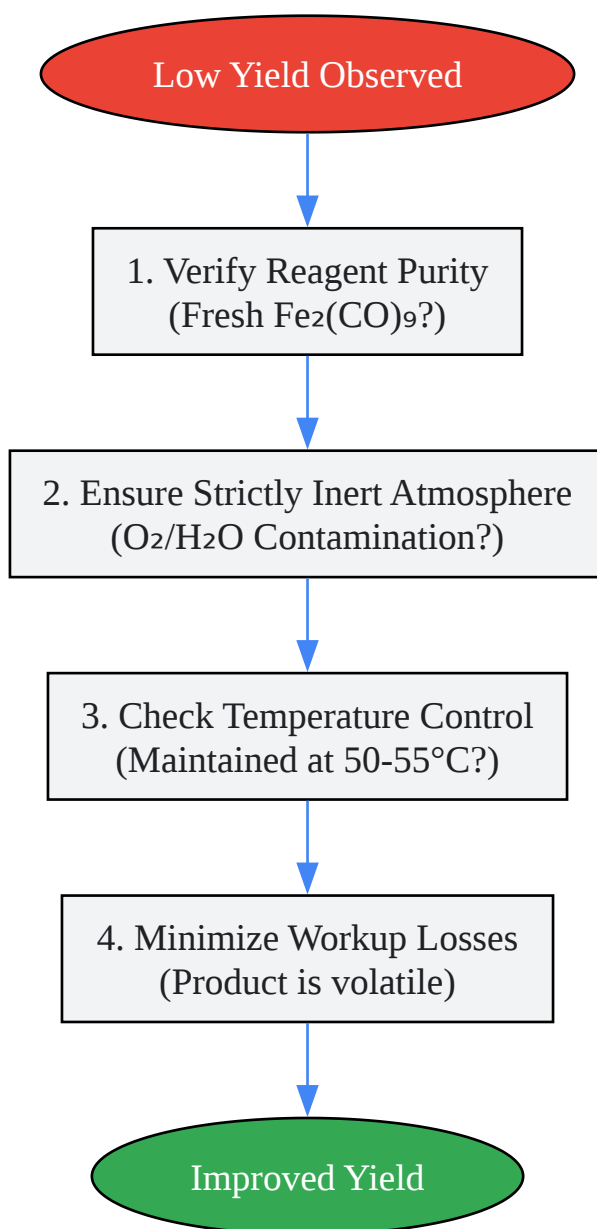 Low Yield Observed
1. Verify Reagent Purity
(Fresh Fe₂(CO)₉?)
2. Ensure Strictly Inert Atmosphere
(O₂/H₂O Contamination?)
3. Check Temperature Control
(Maintained at 50-55°C?)
4. Minimize Workup Losses
(Product is volatile)
Improved Yield